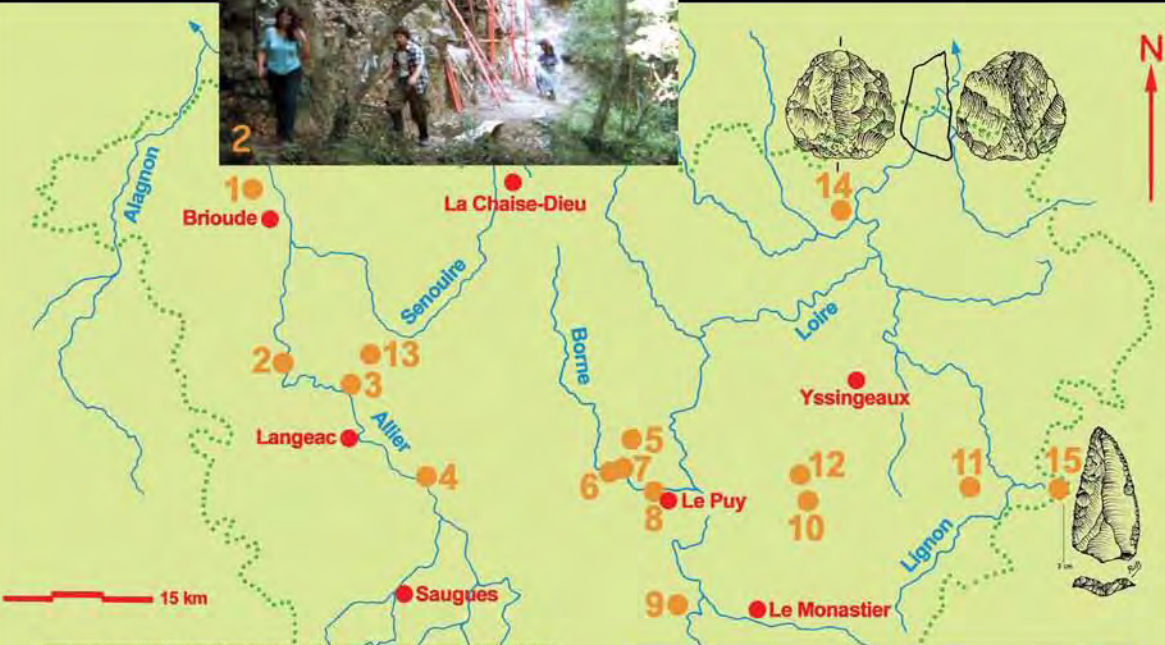 2
N
Alagnon
1
Brioude
La Chaise-Dieu
14
Senouire
Borne
Loire
2
13
3
Allier
Yssingeaux
Langeac
4
5
7
6
8
Le Puy
12
10
11
15
Lignon
15 km
Saugues
9
Le Monastier